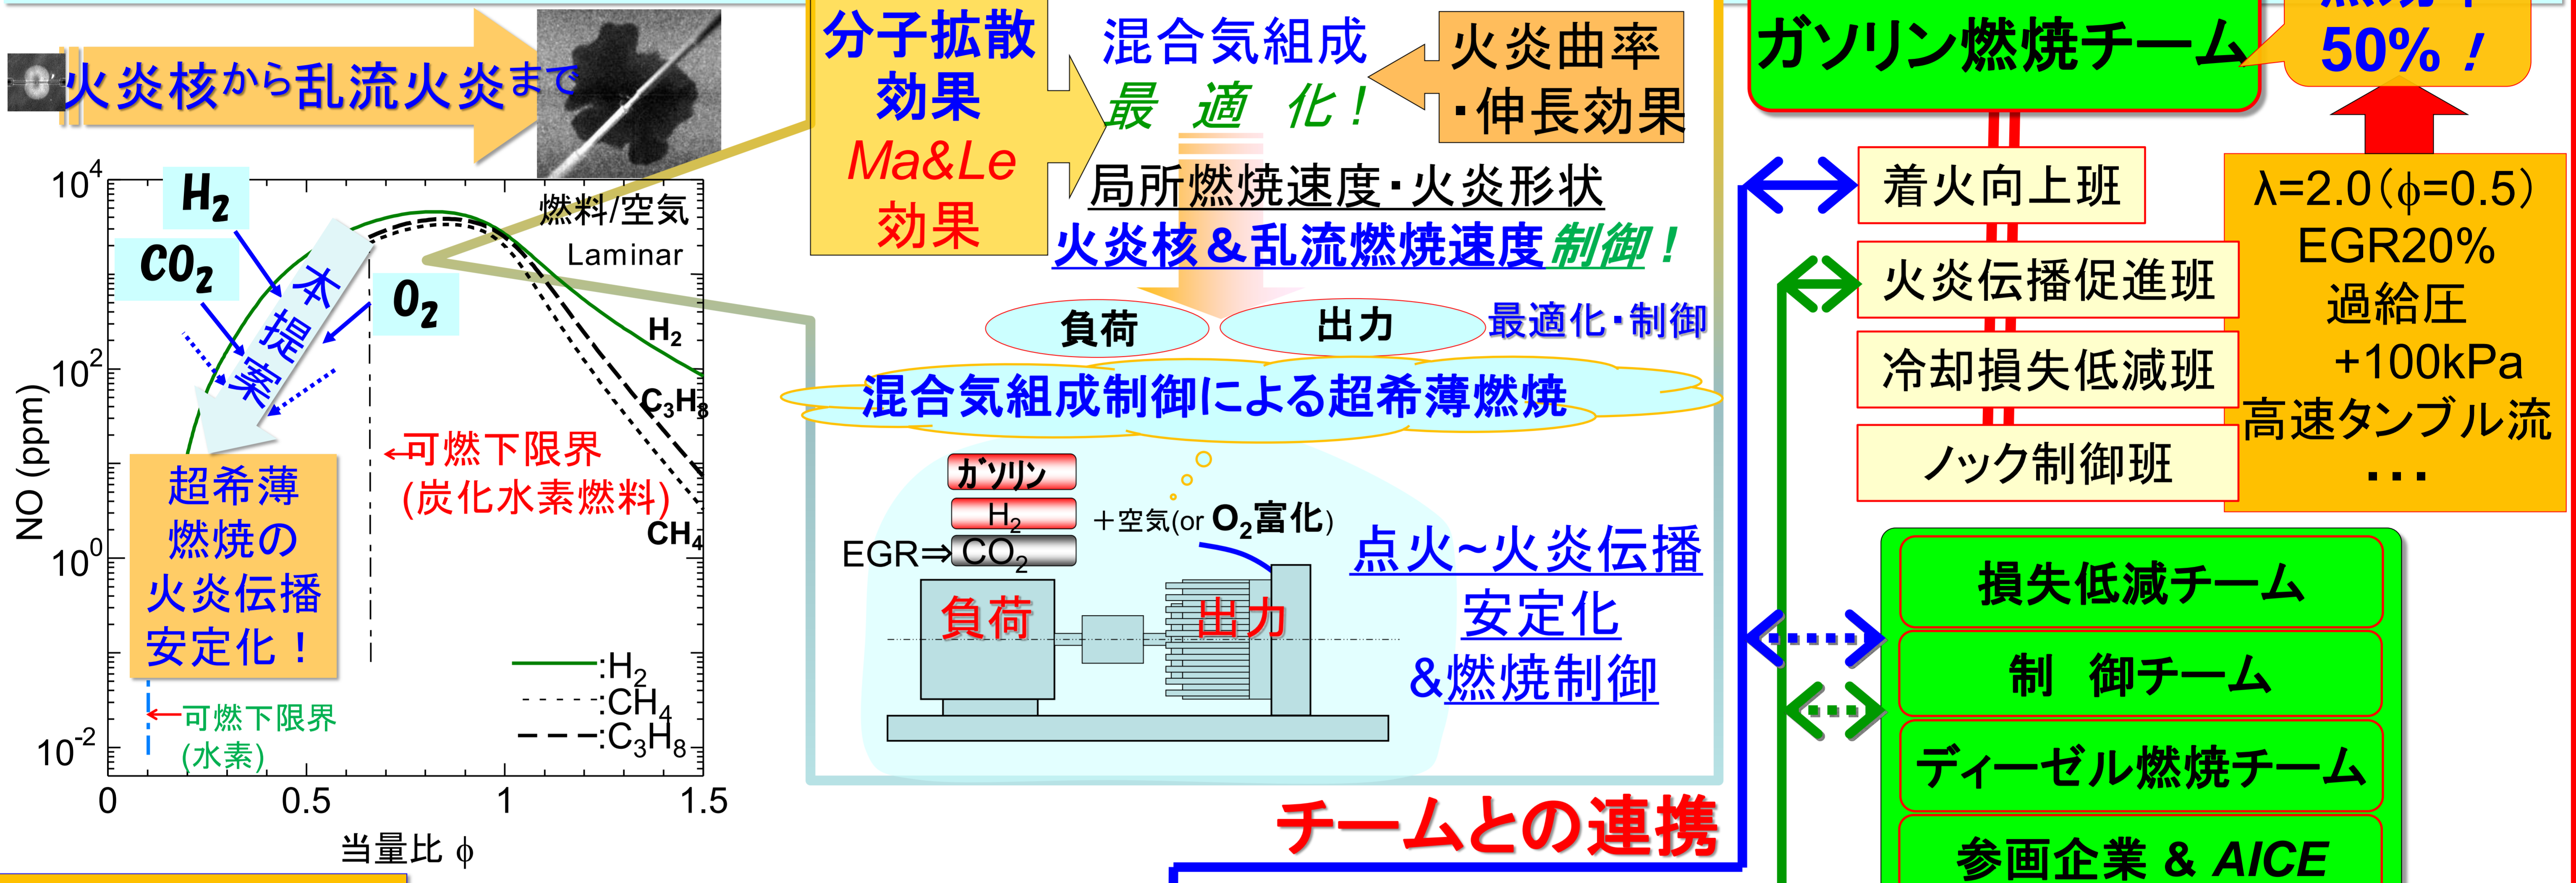 火炎核から乱流火炎まで
10⁴
10²
10⁰
10⁻²
NO (ppm)
0
0.5
1
1.5
当量比 φ
H₂
CO₂
O₂
本提案
燃料/空気
Laminar
H₂
C₃H₈
CH₄
←可燃下限界
(炭化水素燃料)
超希薄
燃焼の
火炎伝播
安定化！
可燃下限界
(水素)
:H₂
:CH₄
:C₃H₈
分子拡散
効果
Ma&Le
効果
混合気組成
最 適 化！
火炎曲率
・伸長効果
局所燃焼速度・火炎形状
火炎核＆乱流燃焼速度制御！
負荷
出力
最適化・制御
混合気組成制御による超希薄燃焼
ガソリン
H₂
EGR⇒CO₂
＋空気(or O₂富化)
負荷
出力
点火~火炎伝播
安定化
&燃焼制御
チームとの連携
ガソリン燃焼チーム
50%！
着火向上班
火炎伝播促進班
冷却損失低減班
ノック制御班
λ=2.0（φ=0.5）
EGR20%
過給圧
+100kPa
高速タンブル流
・・・
損失低減チーム
制 御チーム
ディーゼル燃焼チーム
参画企業 & AICE